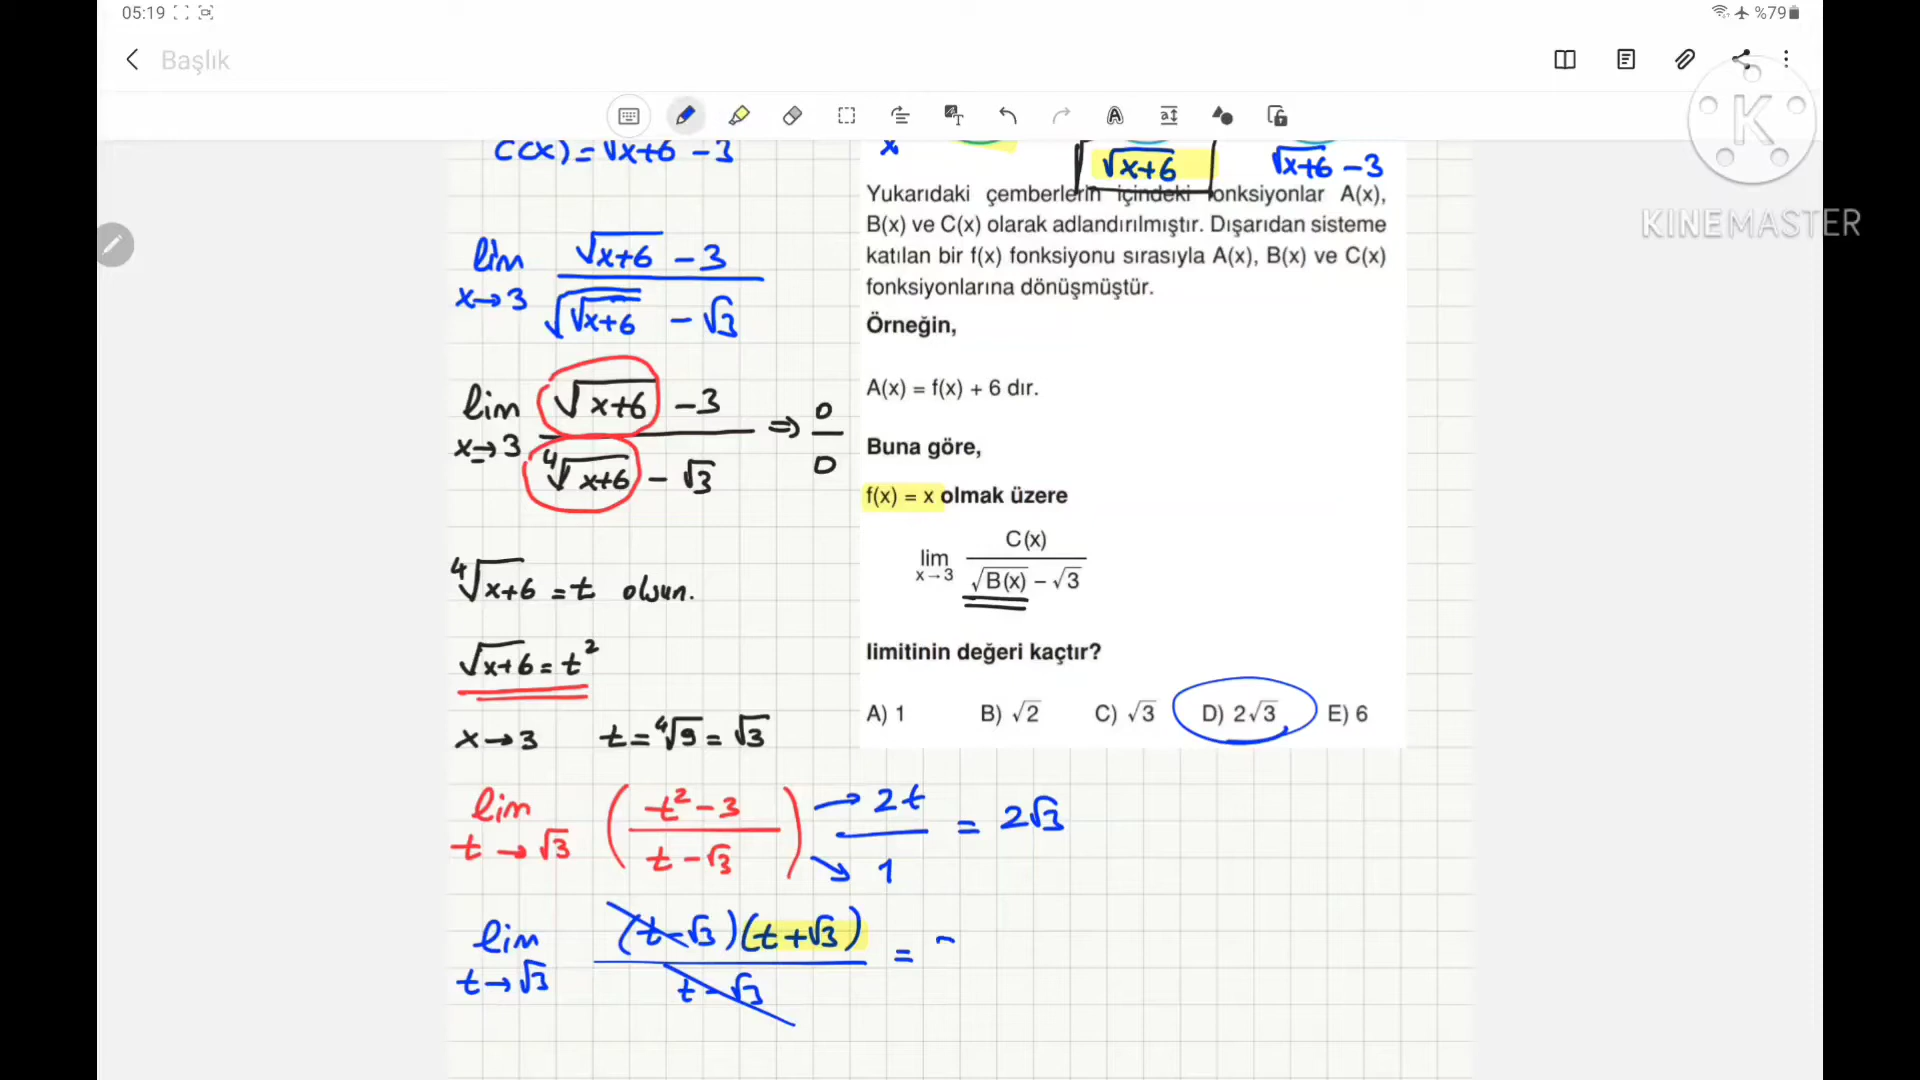 05:19
%79
Başlık
KINEMASTER
C(x) = √x+6 − 3
x
√x+6
√x+6 − 3
Yukarıdaki çemberlerin içindeki fonksiyonlar A(x),
B(x) ve C(x) olarak adlandırılmıştır. Dışarıdan sisteme
katılan bir f(x) fonksiyonu sırasıyla A(x), B(x) ve C(x)
fonksiyonlarına dönüşmüştür.
Örneğin,
A(x) = f(x) + 6 dır.
Buna göre,
f(x) = x olmak üzere
lim x→3 C(x) / √B(x) − √3
limitinin değeri kaçtır?
A) 1 B) √2 C) √3 D) 2√3 E) 6
lim x→3 √x+6 − 3 / √√x+6 − √3
lim x→3 √x+6 − 3 / ⁴√x+6 − √3 ⇒ 0/0
⁴√x+6 = t olsun.
√x+6 = t²
x→3 t = ⁴√9 = √3
lim t→√3 (t² − 3 / t − √3) → 2t / → 1 = 2√3
lim t→√3 (t − √3)(t + √3) / t − √3 =